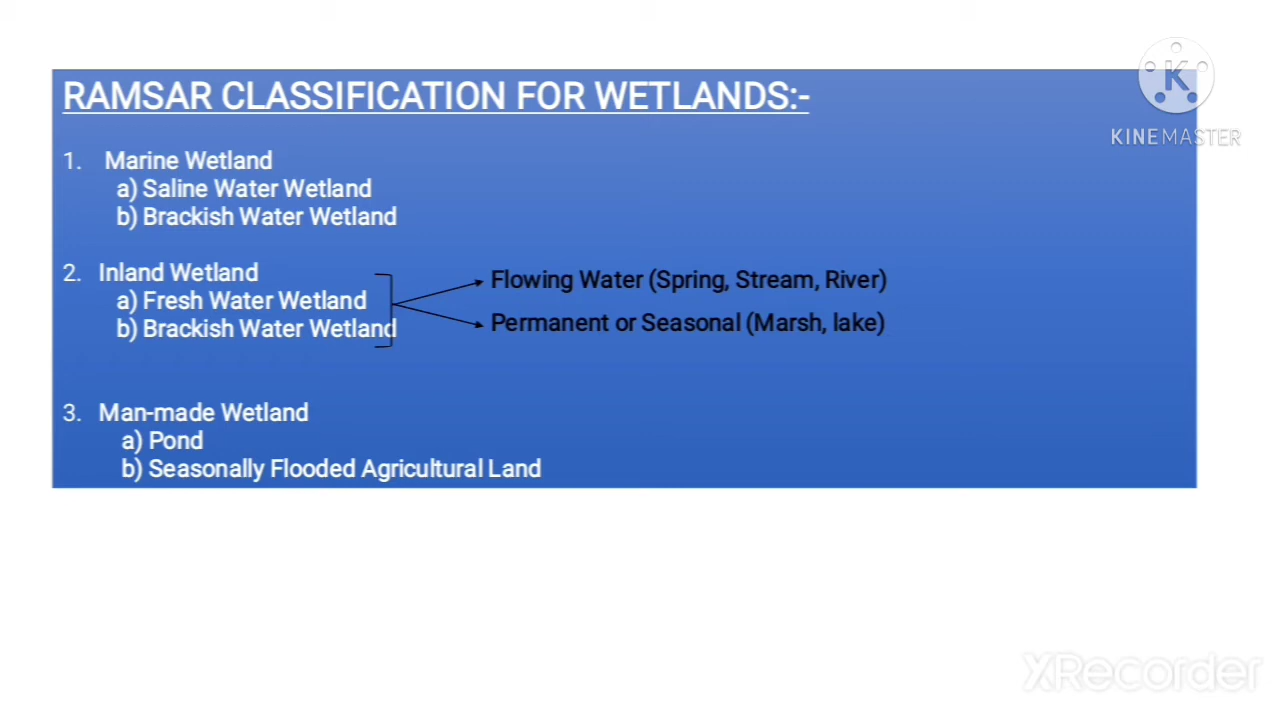 RAMSAR CLASSIFICATION FOR WETLANDS:-
K
KINEMASTER
1. Marine Wetland
a) Saline Water Wetland
b) Brackish Water Wetland
2. Inland Wetland
a) Fresh Water Wetland
b) Brackish Water Wetland
Flowing Water (Spring, Stream, River)
Permanent or Seasonal (Marsh, lake)
3. Man-made Wetland
a) Pond
b) Seasonally Flooded Agricultural Land
XRecorder